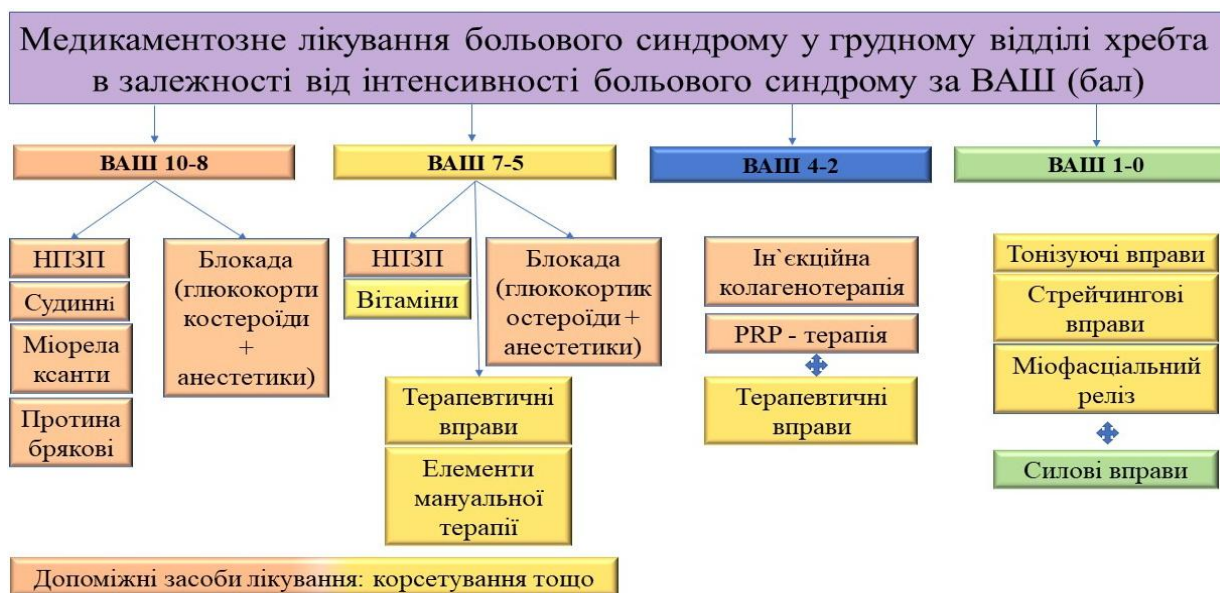 Медикаментозне лікування больового синдрому у грудному відділі хребта
в залежності від інтенсивності больового синдрому за ВАШ (бал)
ВАШ 10-8
ВАШ 7-5
ВАШ 4-2
ВАШ 1-0
НПЗП
Судинні
Міорела
ксанти
Протина
брякові
Блокада
(глюкокорти
костероїди
+
анестетики)
НПЗП
Вітаміни
Блокада
(глюкокортик
остероїди +
анестетики)
Терапевтичні
вправи
Елементи
мануальної
терапії
Ін`єкційна
колагенотерапія
PRP - терапія
Терапевтичні
вправи
Тонізуючі вправи
Стрейчингові
вправи
Міофасціальний
реліз
Силові вправи
Допоміжні засоби лікування: корсетування тощо